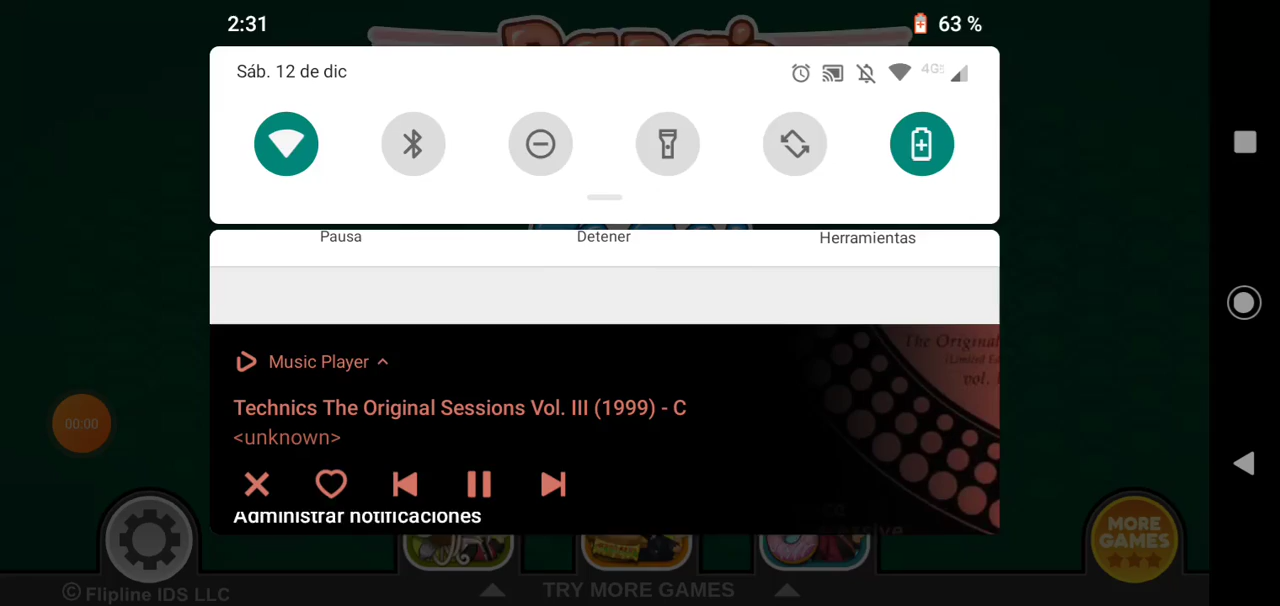 2:31
63 %
Papa's
Sáb. 12 de dic
4G
Pausa
Detener
Herramientas
Music Player
The Original
vol.
Technics The Original Sessions Vol. III (1999) - C
<unknown>
00:00
Administrar notificaciones
MORE
GAMES
© Flipline IDS LLC
TRY MORE GAMES